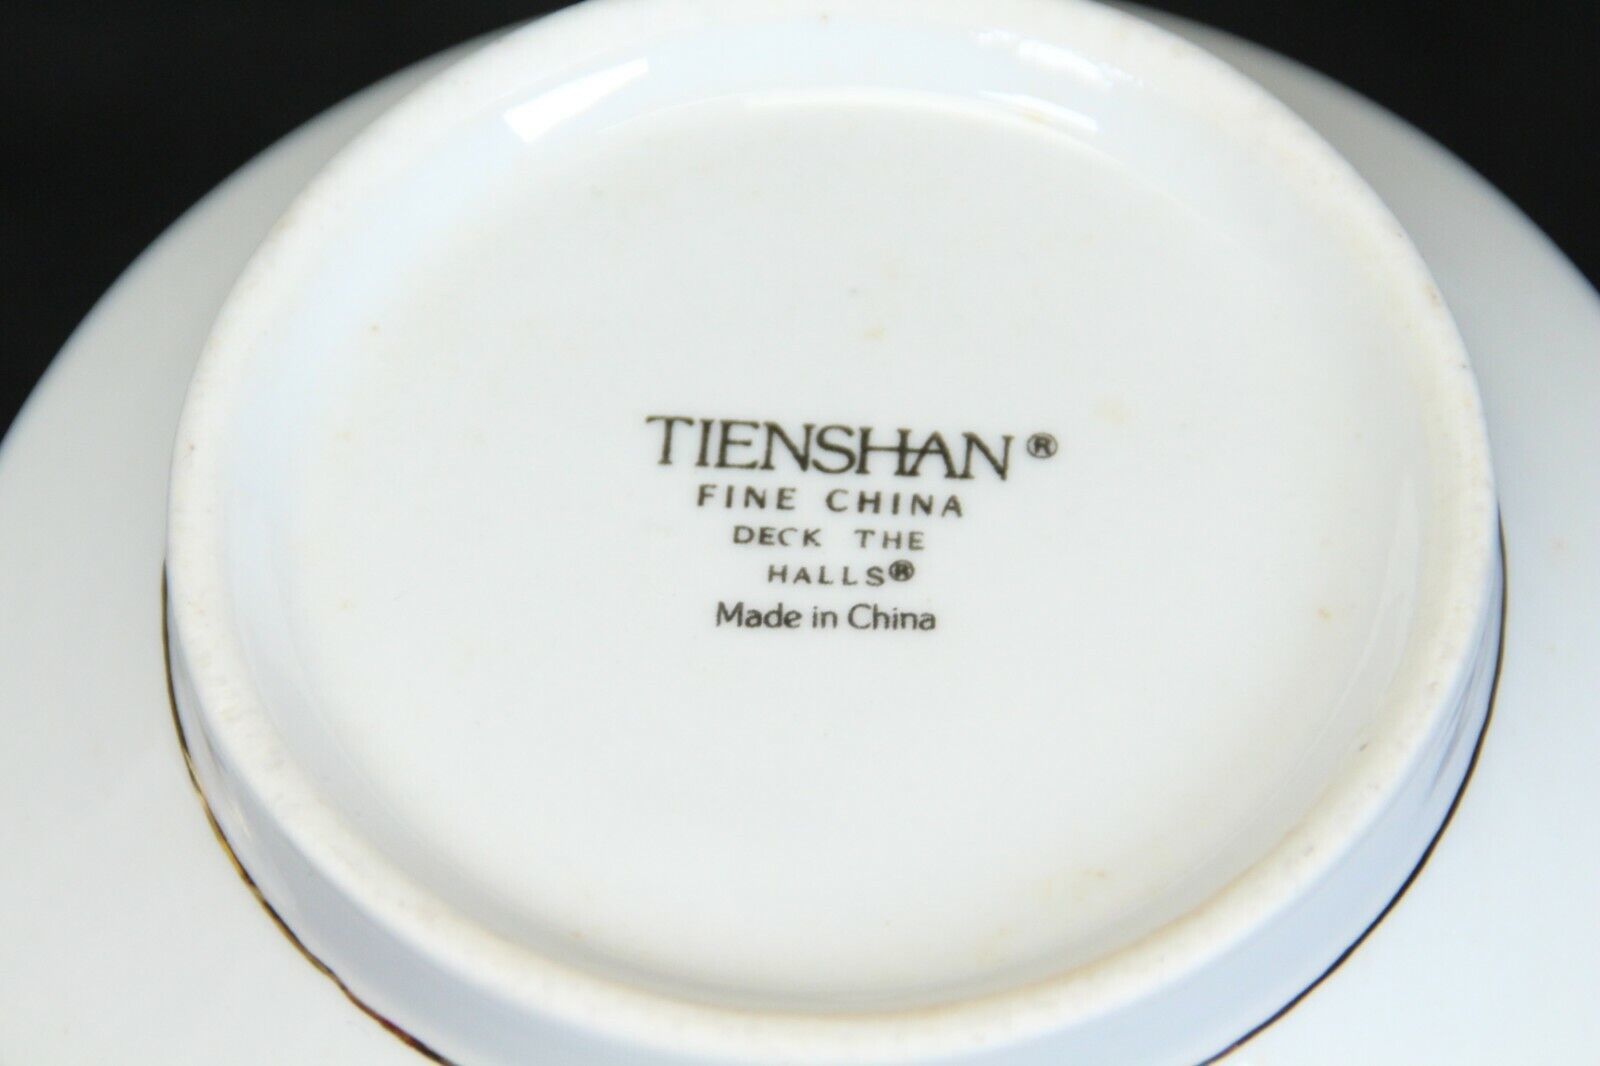 TIENSHAN®
FINE CHINA
DECK THE
HALLS®
Made in China